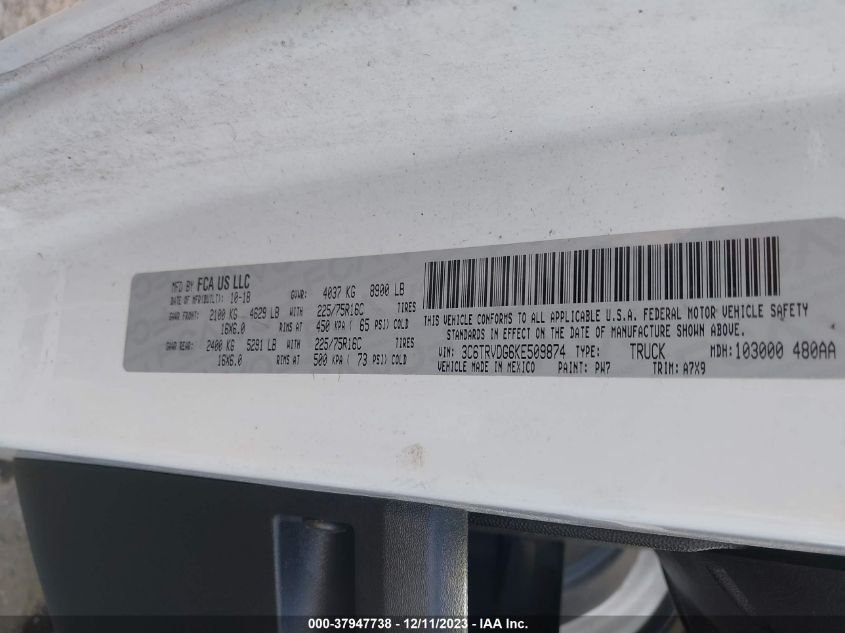 MFD BY FCA US LLC
DATE OF MFR(BUILT): 10-18 GVWR: 4037 KG 8900 LB
GAWR FRONT: 2100 KG 4629 LB WITH 225/75R16C TIRES
16X6.0 RIMS AT 450 KPA ( 65 PSI) COLD
GAWR REAR: 2400 KG 5291 LB WITH 225/75R16C TIRES
16X6.0 RIMS AT 500 KPA ( 73 PSI) COLD
THIS VEHICLE CONFORMS TO ALL APPLICABLE U.S.A. FEDERAL MOTOR VEHICLE SAFETY
STANDARDS IN EFFECT ON THE DATE OF MANUFACTURE SHOWN ABOVE.
VIN: 3C6TRVDG6KE509874 TYPE: TRUCK MDH:103000 480AA
VEHICLE MADE IN MEXICO PAINT: PW7 TRIM: A7X9
000-37947738 - 12/11/2023 - IAA Inc.